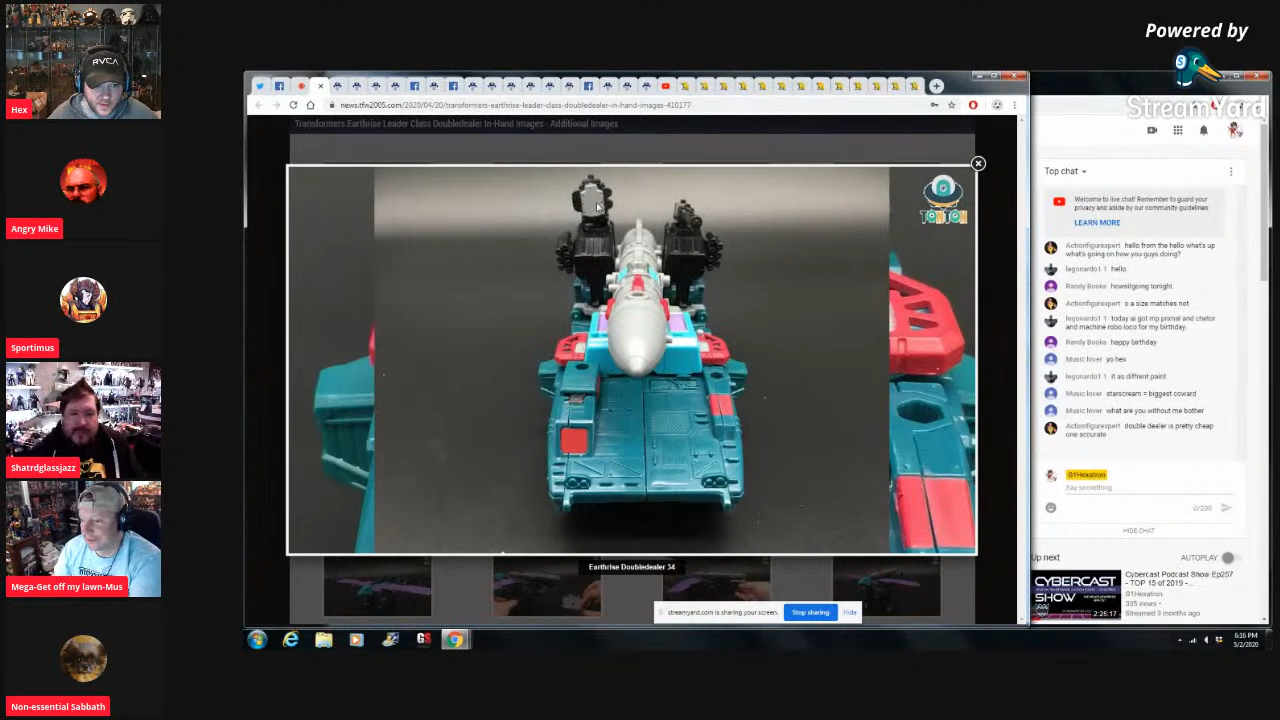 Powered by
StreamYard
RVCA
Hex
Angry Mike
Sportimus
Shatrdglassjazz
Mega-Get off my lawn-Mus
Non-essential Sabbath
news.tfw2005.com/2020/04/20/transformers-earthrise-leader-class-doubledealer-in-hand-images-410177
Transformers Earthrise Leader Class Doubledealer In-Hand Images - Additional Images
TONTON
Earthrise Doubledealer 34
streamyard.com is sharing your screen.
Stop sharing
Hide
Top chat
Welcome to live chat! Remember to guard your
privacy and abide by our community guidelines
LEARN MORE
Actionfigurexpert hello from the hello what's up
what's going on how you guys doing?
legonardo1 1 hello
Randy Booke howsitgoing tonight
Actionfigurexpert o a size matches not
legonardo1 1 today ai got mp primal and chetor
and machine robo loco for my birthday
Randy Booke happy birthday
Music lover yo hex
legonardo1 1 it as diffrent paint
Music lover starscream = biggest coward
Music lover what are you without me bother
Actionfigurexpert double dealer is pretty cheap
one accurate
G1Hexatron
Say something...
0/200
HIDE CHAT
Up next
AUTOPLAY
CYBERCAST
SHOW
2:25:17
Cybercast Podcast Show Ep257
- TOP 15 of 2019 -...
G1Hexatron
335 views •
Streamed 3 months ago
6:16 PM
5/2/2020